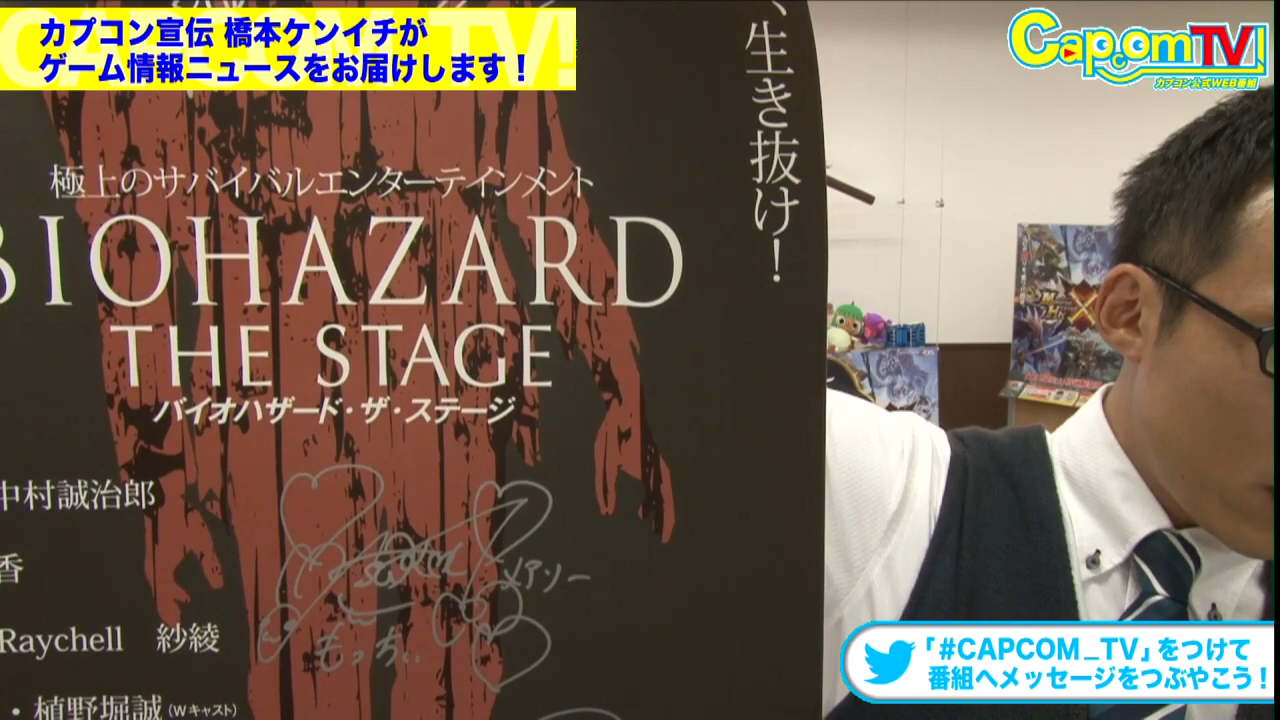 カプコン宣伝 橋本ケンイチが
ゲーム情報ニュースをお届けします！
CapcomTV!
カプコン公式WEB番組
、生き抜け！
極上のサバイバルエンターテインメント
BIOHAZARD
THE STAGE
バイオハザード・ザ・ステージ
中村誠治郎
香
Raychell 紗綾
・植野堀誠(Wキャスト)
メアリー
もっちぃ
「#CAPCOM_TV」をつけて
番組へメッセージをつぶやこう！